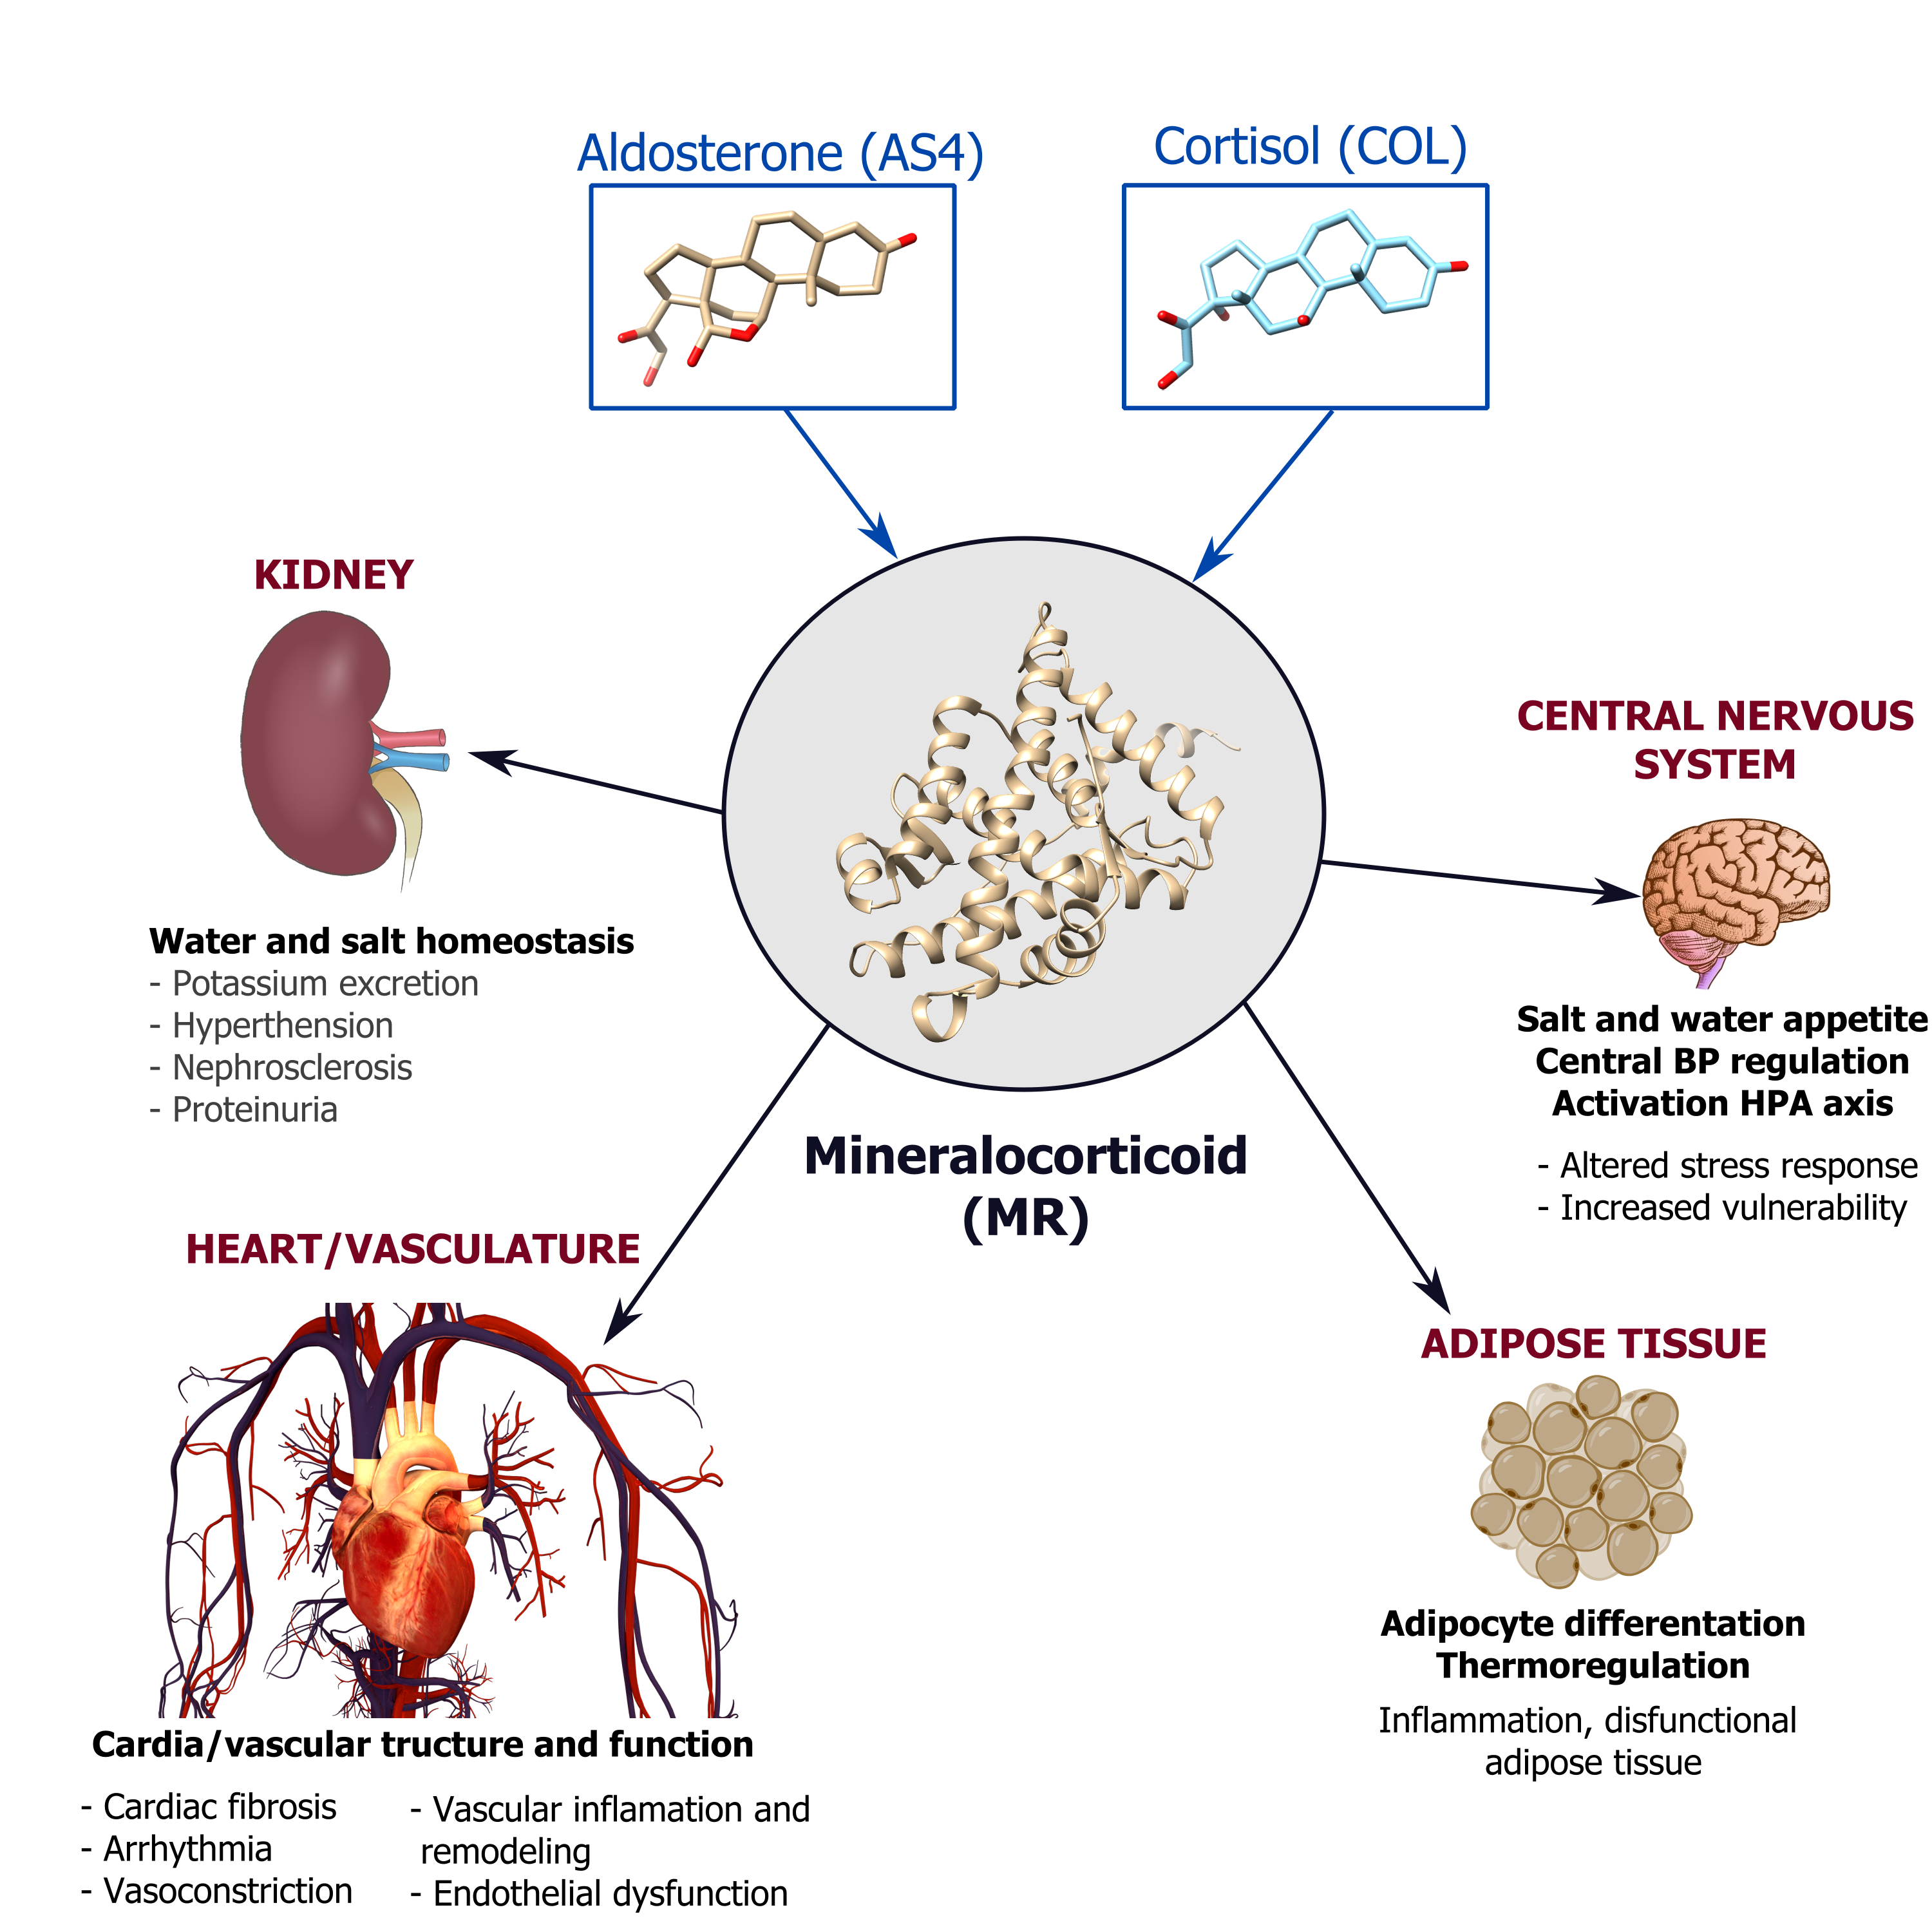 Aldosterone (AS4)
Cortisol (COL)
KIDNEY
Water and salt homeostasis
- Potassium excretion
- Hyperthension
- Nephrosclerosis
- Proteinuria
CENTRAL NERVOUS
SYSTEM
Salt and water appetite
Central BP regulation
Activation HPA axis
- Altered stress response
- Increased vulnerability
Mineralocorticoid
(MR)
HEART/VASCULATURE
Cardia/vascular tructure and function
- Cardiac fibrosis
- Arrhythmia
- Vasoconstriction
- Vascular inflamation and
remodeling
- Endothelial dysfunction
ADIPOSE TISSUE
Adipocyte differentation
Thermoregulation
Inflammation, disfunctional
adipose tissue